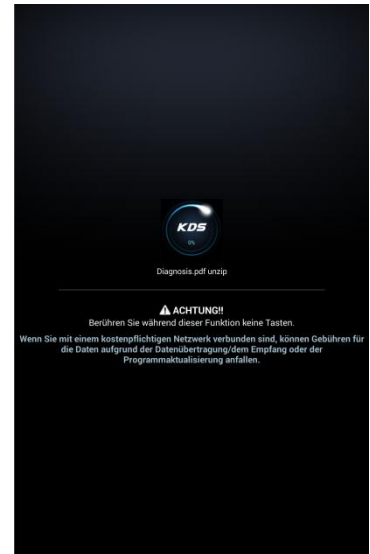 KDS
0%
Diagnosis.pdf unzip
ACHTUNG!!
Berühren Sie während dieser Funktion keine Tasten.
Wenn Sie mit einem kostenpflichtigen Netzwerk verbunden sind, können Gebühren für
die Daten aufgrund der Datenübertragung/dem Empfang oder der
Programmaktualisierung anfallen.